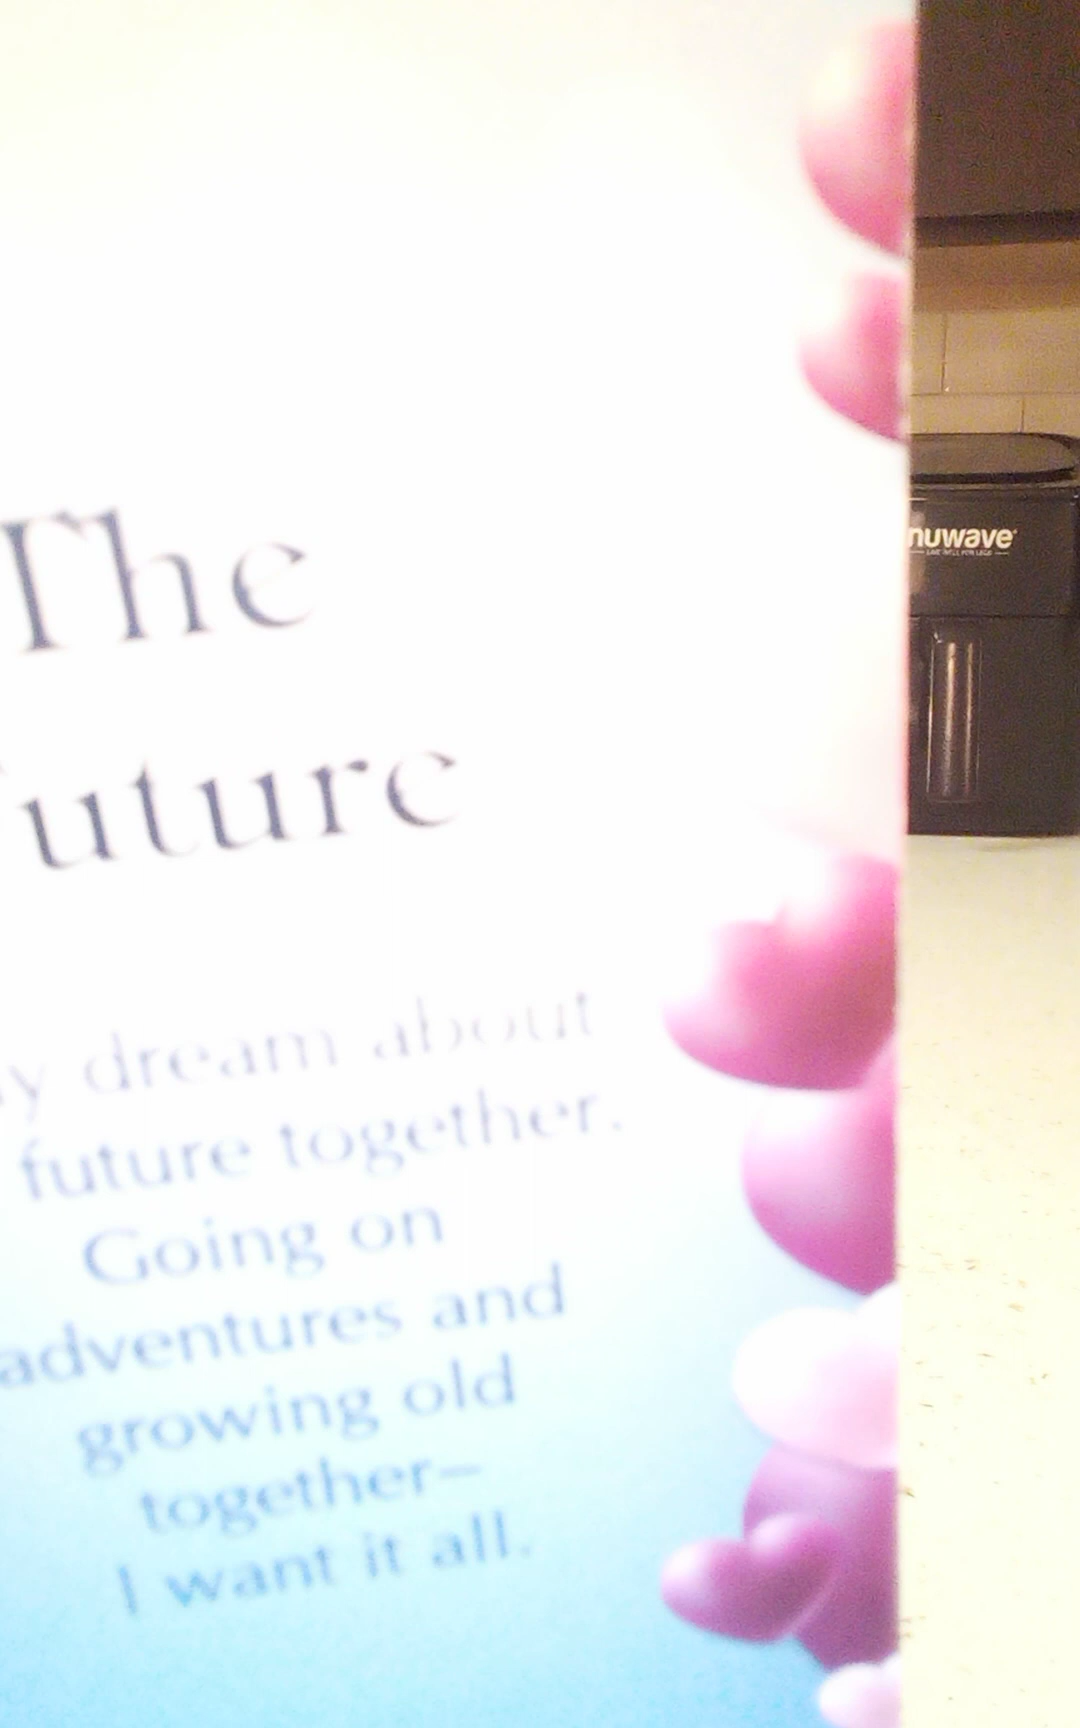 The
uture
y dream about
future together.
Going on
adventures and
growing old
together–
I want it all.
nuwave